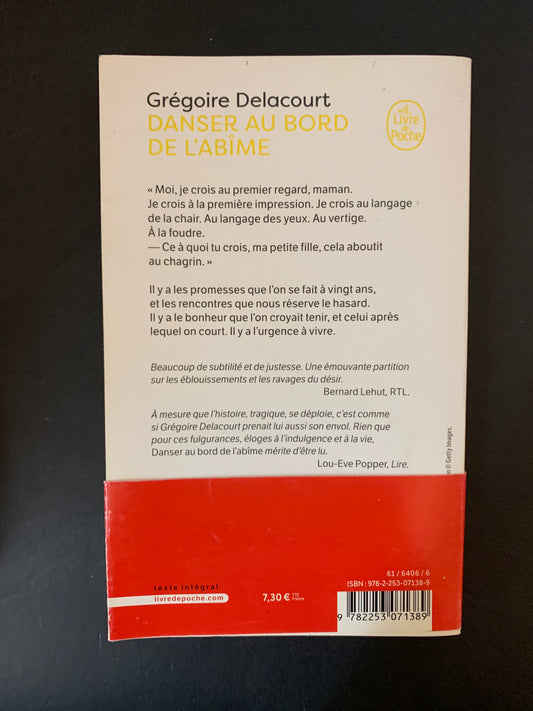 Grégoire Delacourt
DANSER AU BORD
DE L'ABÎME
Le
Livre
de
Poche
« Moi, je crois au premier regard, maman.
Je crois à la première impression. Je crois au langage
de la chair. Au langage des yeux. Au vertige.
À la foudre.
— Ce à quoi tu crois, ma petite fille, cela aboutit
au chagrin. »
Il y a les promesses que l'on se fait à vingt ans,
et les rencontres que nous réserve le hasard.
Il y a le bonheur que l'on croyait tenir, et celui après
lequel on court. Il y a l'urgence à vivre.
Beaucoup de subtilité et de justesse. Une émouvante partition
sur les éblouissements et les ravages du désir.
Bernard Lehut, RTL.
À mesure que l'histoire, tragique, se déploie, c'est comme
si Grégoire Delacourt prenait lui aussi son envol. Rien que
pour ces fulgurances, éloges à l'indulgence et à la vie,
Danser au bord de l'abîme mérite d'être lu.
Lou-Eve Popper, Lire.
© Getty Images.
texte intégral
livredepoche.com
7,30 € TTC
France
61 / 6406 / 6
ISBN : 978-2-253-07138-9
9 782253 071389